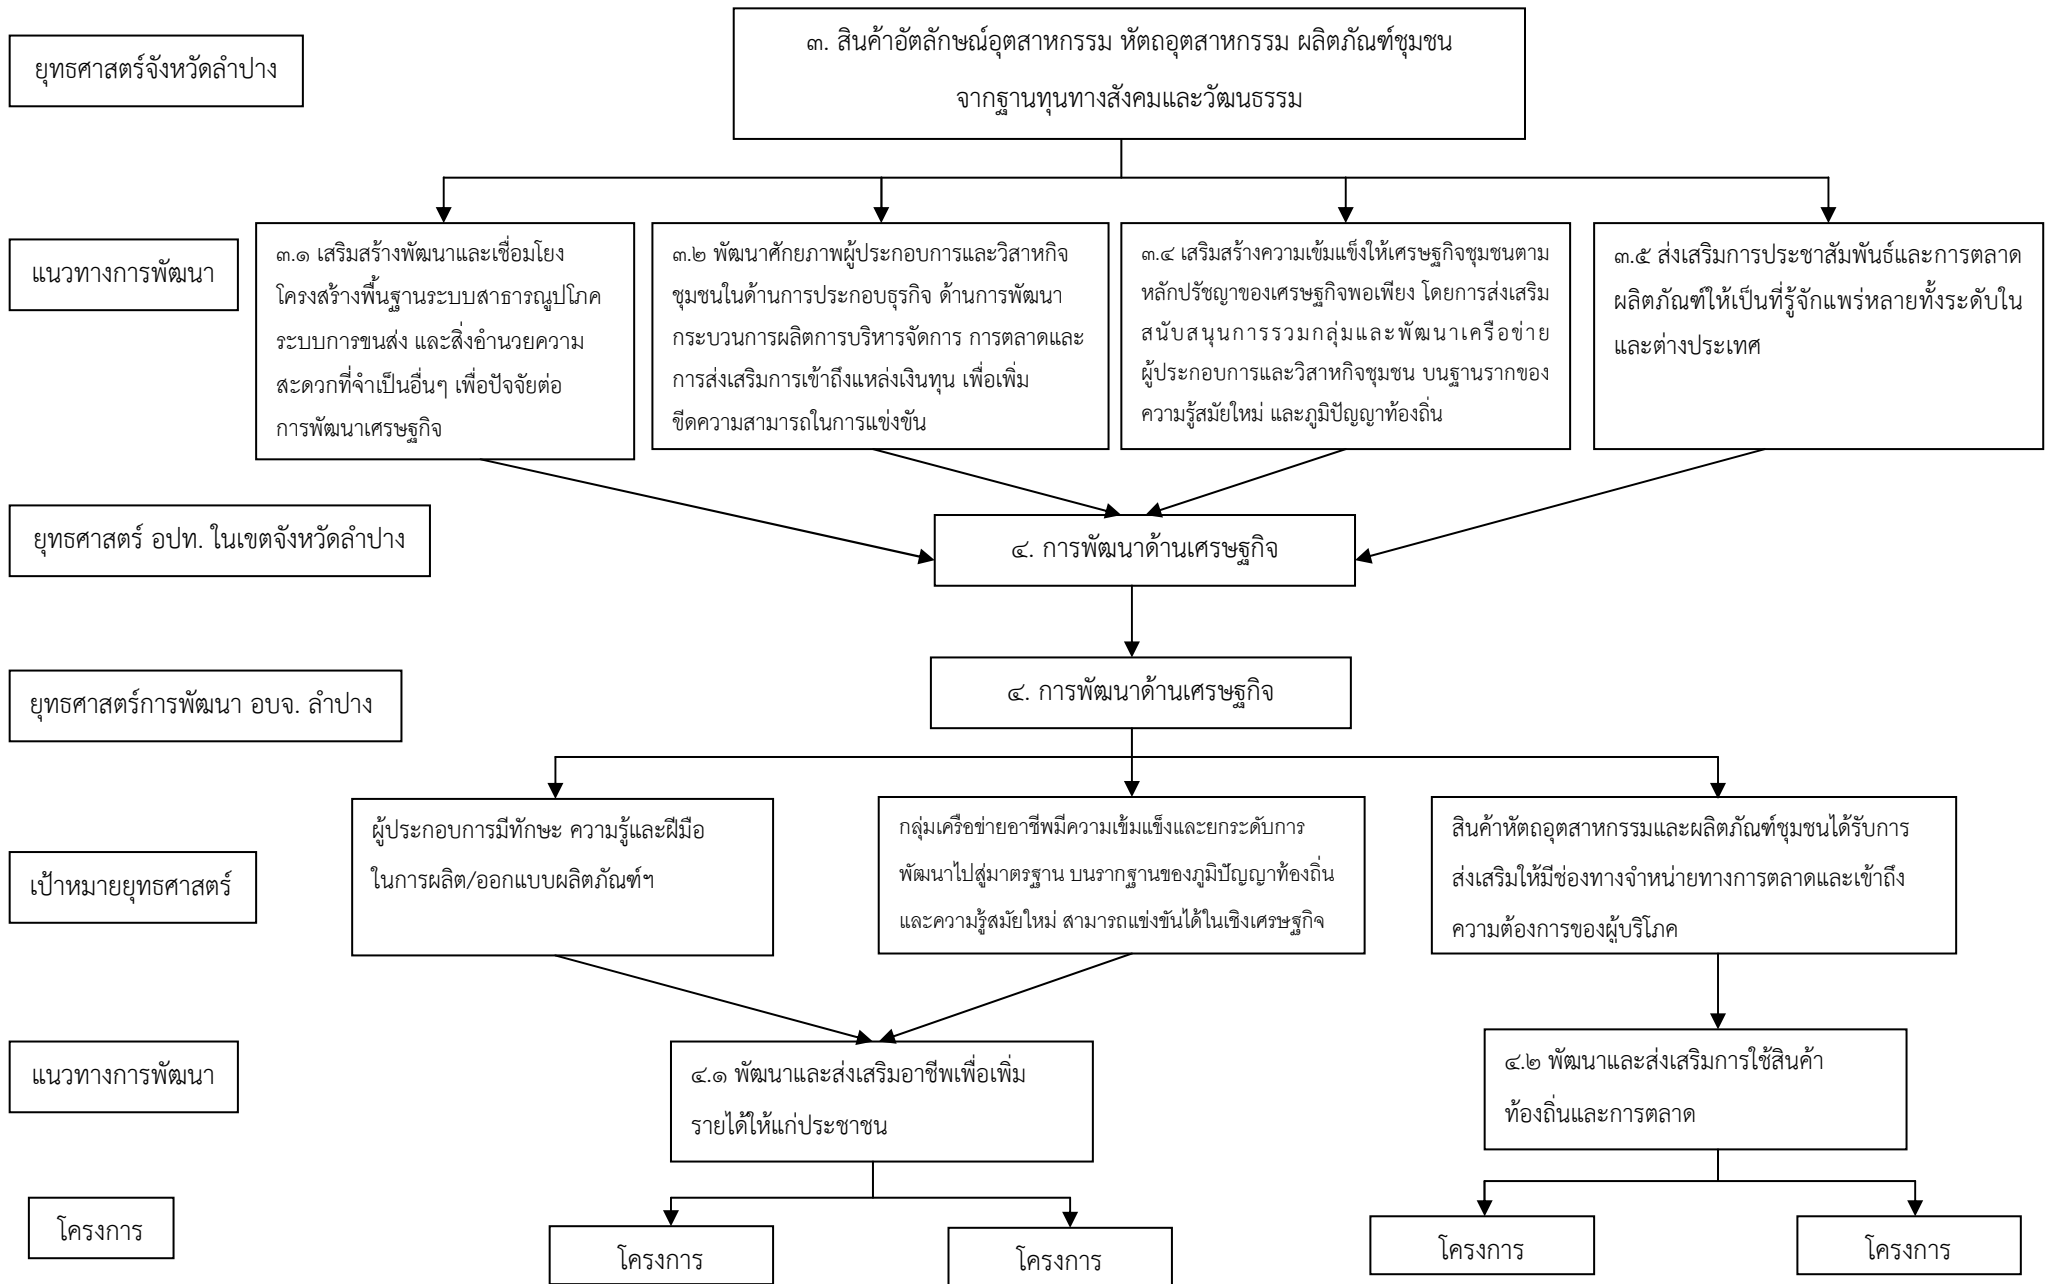 ยุทธศาสตร์จังหวัดลำปาง
๓. สินค้าอัตลักษณ์อุตสาหกรรม หัตถอุตสาหกรรม ผลิตภัณฑ์ชุมชน
จากฐานทุนทางสังคมและวัฒนธรรม
แนวทางการพัฒนา
๓.๑ เสริมสร้างพัฒนาและเชื่อมโยง
โครงสร้างพื้นฐานระบบสาธารณูปโภค
ระบบการขนส่ง และสิ่งอำนวยความ
สะดวกที่จำเป็นอื่นๆ เพื่อปัจจัยต่อ
การพัฒนาเศรษฐกิจ
๓.๒ พัฒนาศักยภาพผู้ประกอบการและวิสาหกิจ
ชุมชนในด้านการประกอบธุรกิจ ด้านการพัฒนา
กระบวนการผลิตการบริหารจัดการ การตลาดและ
การส่งเสริมการเข้าถึงแหล่งเงินทุน เพื่อเพิ่ม
ขีดความสามารถในการแข่งขัน
๓.๔ เสริมสร้างความเข้มแข็งให้เศรษฐกิจชุมชนตาม
หลักปรัชญาของเศรษฐกิจพอเพียง โดยการส่งเสริม
สนับสนุนการรวมกลุ่มและพัฒนาเครือข่าย
ผู้ประกอบการและวิสาหกิจชุมชน บนฐานรากของ
ความรู้สมัยใหม่ และภูมิปัญญาท้องถิ่น
๓.๕ ส่งเสริมการประชาสัมพันธ์และการตลาด
ผลิตภัณฑ์ให้เป็นที่รู้จักแพร่หลายทั้งระดับใน
และต่างประเทศ
ยุทธศาสตร์ อปท. ในเขตจังหวัดลำปาง
๔. การพัฒนาด้านเศรษฐกิจ
ยุทธศาสตร์การพัฒนา อบจ. ลำปาง
๔. การพัฒนาด้านเศรษฐกิจ
เป้าหมายยุทธศาสตร์
ผู้ประกอบการมีทักษะ ความรู้และฝีมือ
ในการผลิต/ออกแบบผลิตภัณฑ์ฯ
กลุ่มเครือข่ายอาชีพมีความเข้มแข็งและยกระดับการ
พัฒนาไปสู่มาตรฐาน บนรากฐานของภูมิปัญญาท้องถิ่น
และความรู้สมัยใหม่ สามารถแข่งขันได้ในเชิงเศรษฐกิจ
สินค้าหัตถอุตสาหกรรมและผลิตภัณฑ์ชุมชนได้รับการ
ส่งเสริมให้มีช่องทางจำหน่ายทางการตลาดและเข้าถึง
ความต้องการของผู้บริโภค
แนวทางการพัฒนา
๔.๑ พัฒนาและส่งเสริมอาชีพเพื่อเพิ่ม
รายได้ให้แก่ประชาชน
๔.๒ พัฒนาและส่งเสริมการใช้สินค้า
ท้องถิ่นและการตลาด
โครงการ
โครงการ
โครงการ
โครงการ
โครงการ